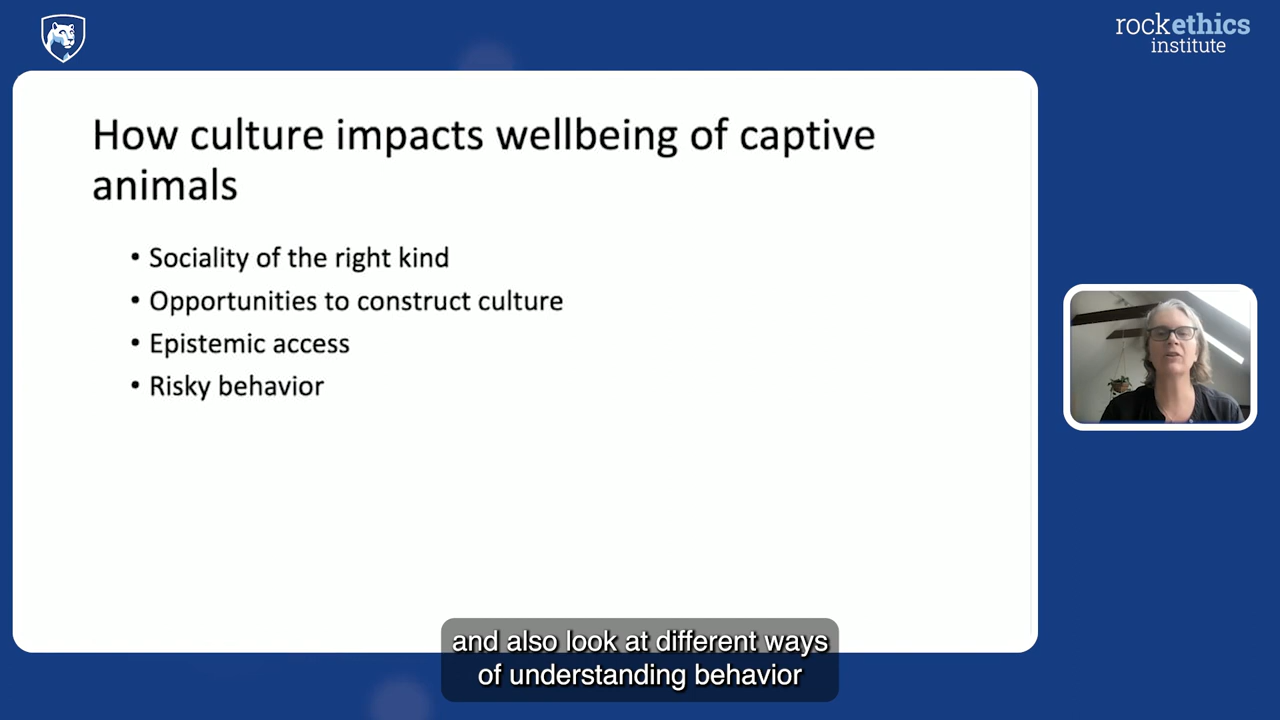 rockethics
institute
How culture impacts wellbeing of captive
animals
• Sociality of the right kind
• Opportunities to construct culture
• Epistemic access
• Risky behavior
and also look at different ways
of understanding behavior